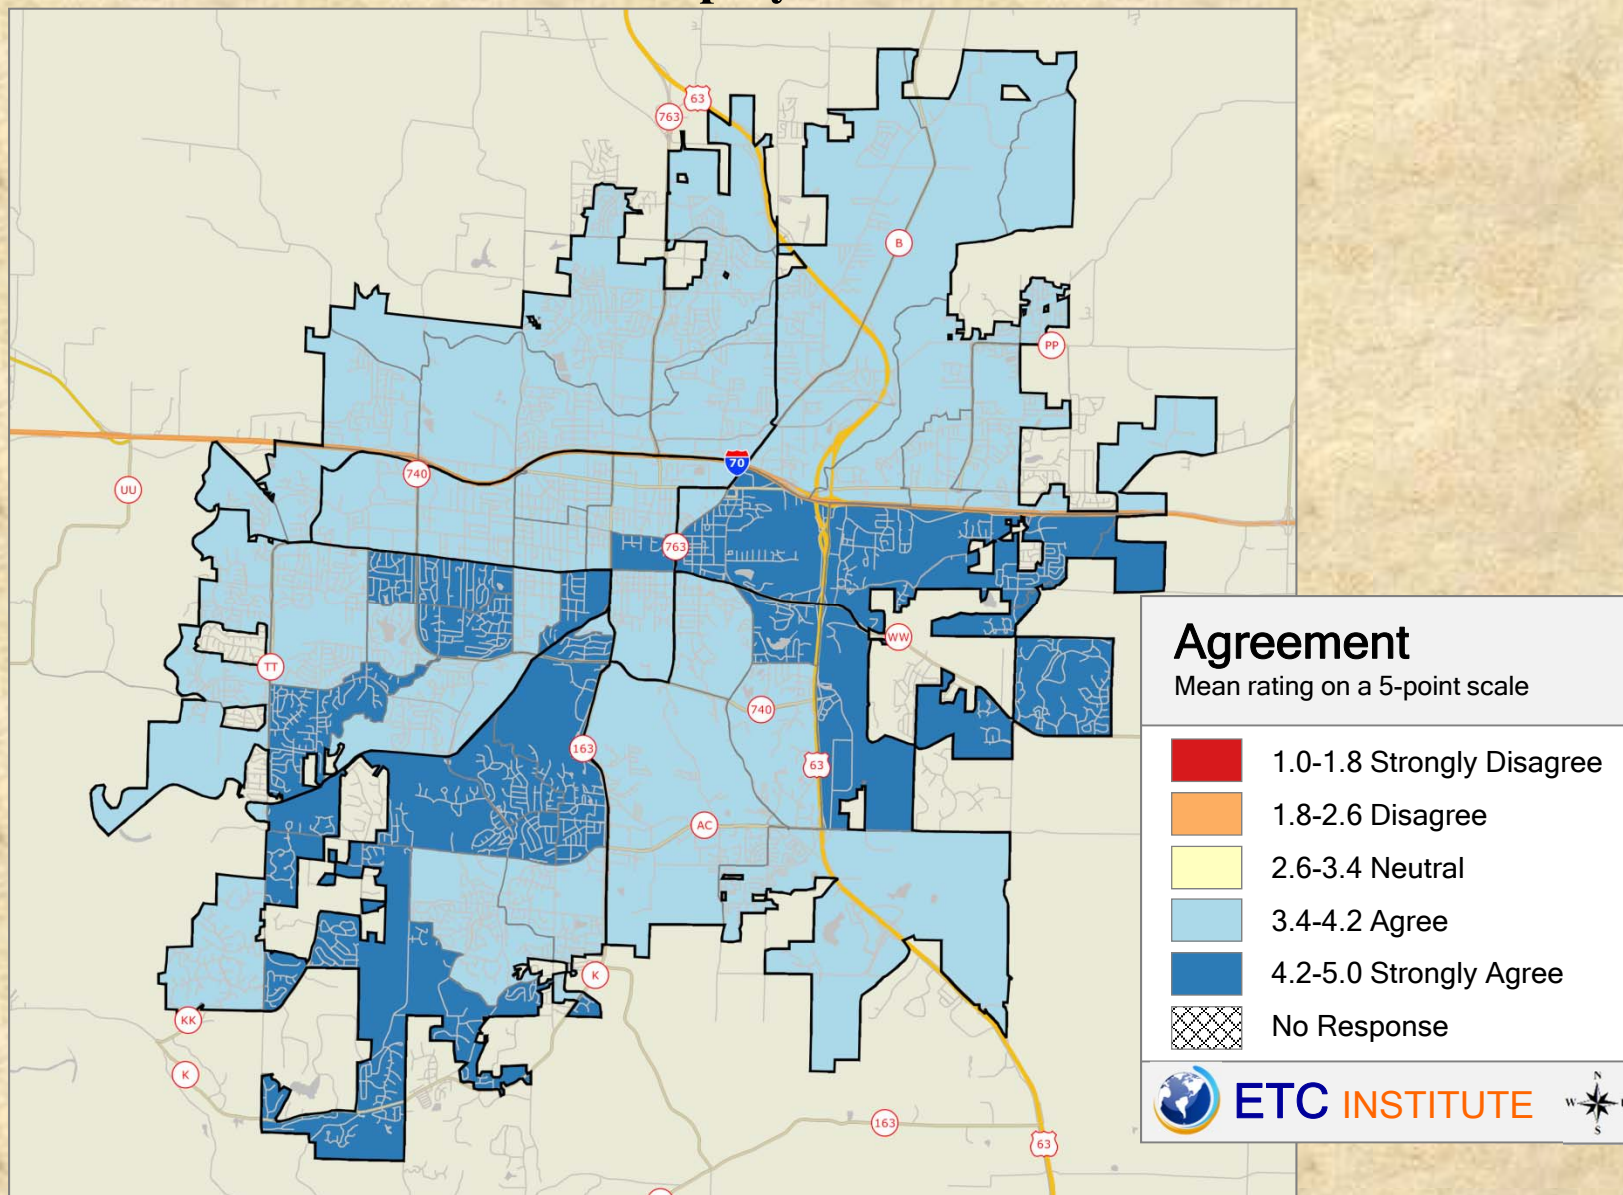 63
763
B
PP
70
740
UU
763
WW
TT
740
163
63
AC
K
KK
K
163
63
Agreement
Mean rating on a 5-point scale
1.0-1.8 Strongly Disagree
1.8-2.6 Disagree
2.6-3.4 Neutral
3.4-4.2 Agree
4.2-5.0 Strongly Agree
No Response
ETC INSTITUTE
N
W
S